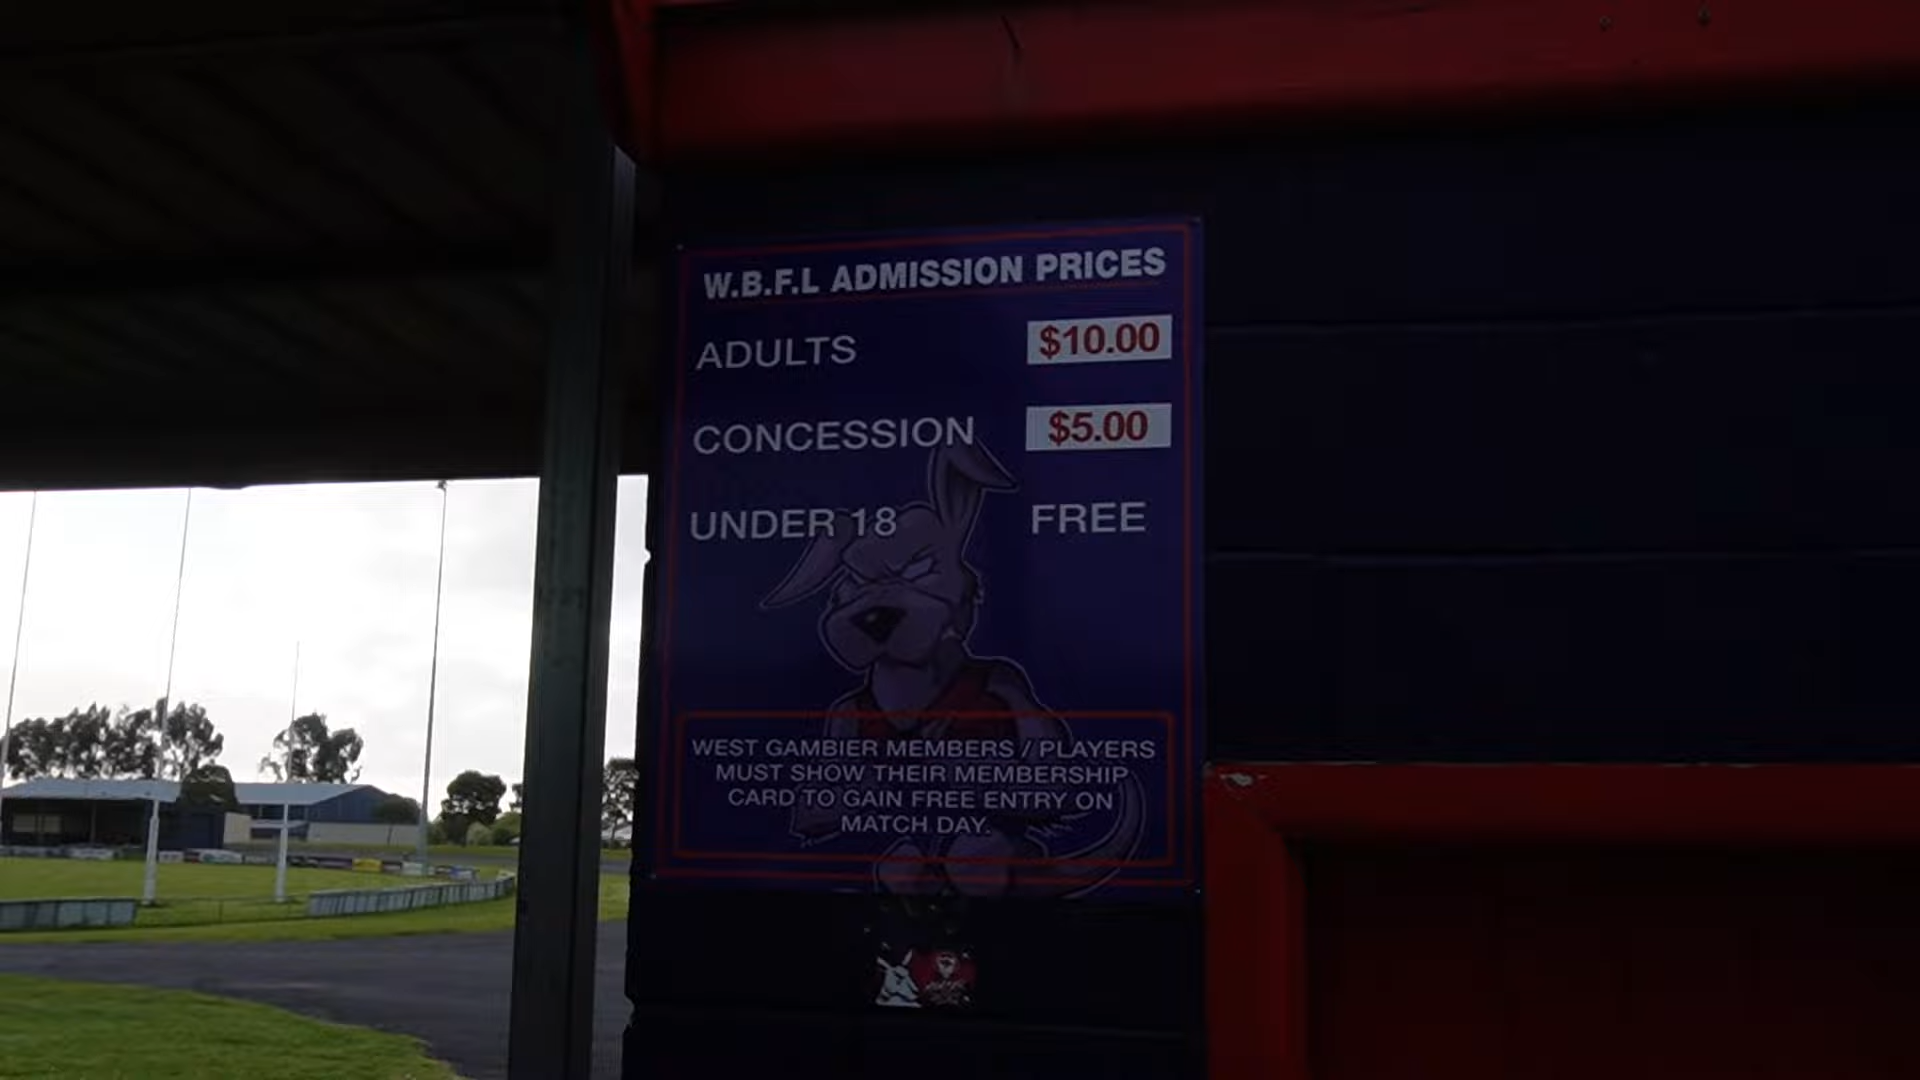 W.B.F.L ADMISSION PRICES
ADULTS $10.00
CONCESSION $5.00
UNDER 18 FREE
WEST GAMBIER MEMBERS / PLAYERS
MUST SHOW THEIR MEMBERSHIP
CARD TO GAIN FREE ENTRY ON
MATCH DAY.